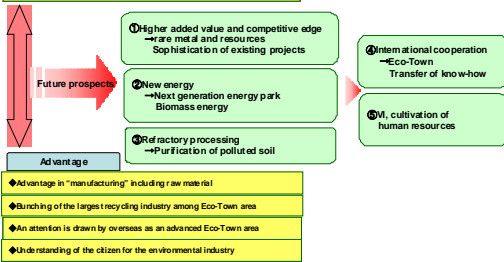 ①Higher added value and competitive edge
→rare metal and resources
Sophistication of existing projects
Future prospects
②New energy
→Next generation energy park
Biomass energy
③Refractory processing
→Purification of polluted soil
④International cooperation
→Eco-Town
Transfer of know-how
⑤VI, cultivation of
human resources
Advantage
◆Advantage in "manufacturing" including raw material
◆Bunching of the largest recycling industry among Eco-Town area
◆An attention is drawn by overseas as an advanced Eco-Town area
◆Understanding of the citizen for the environmental industry